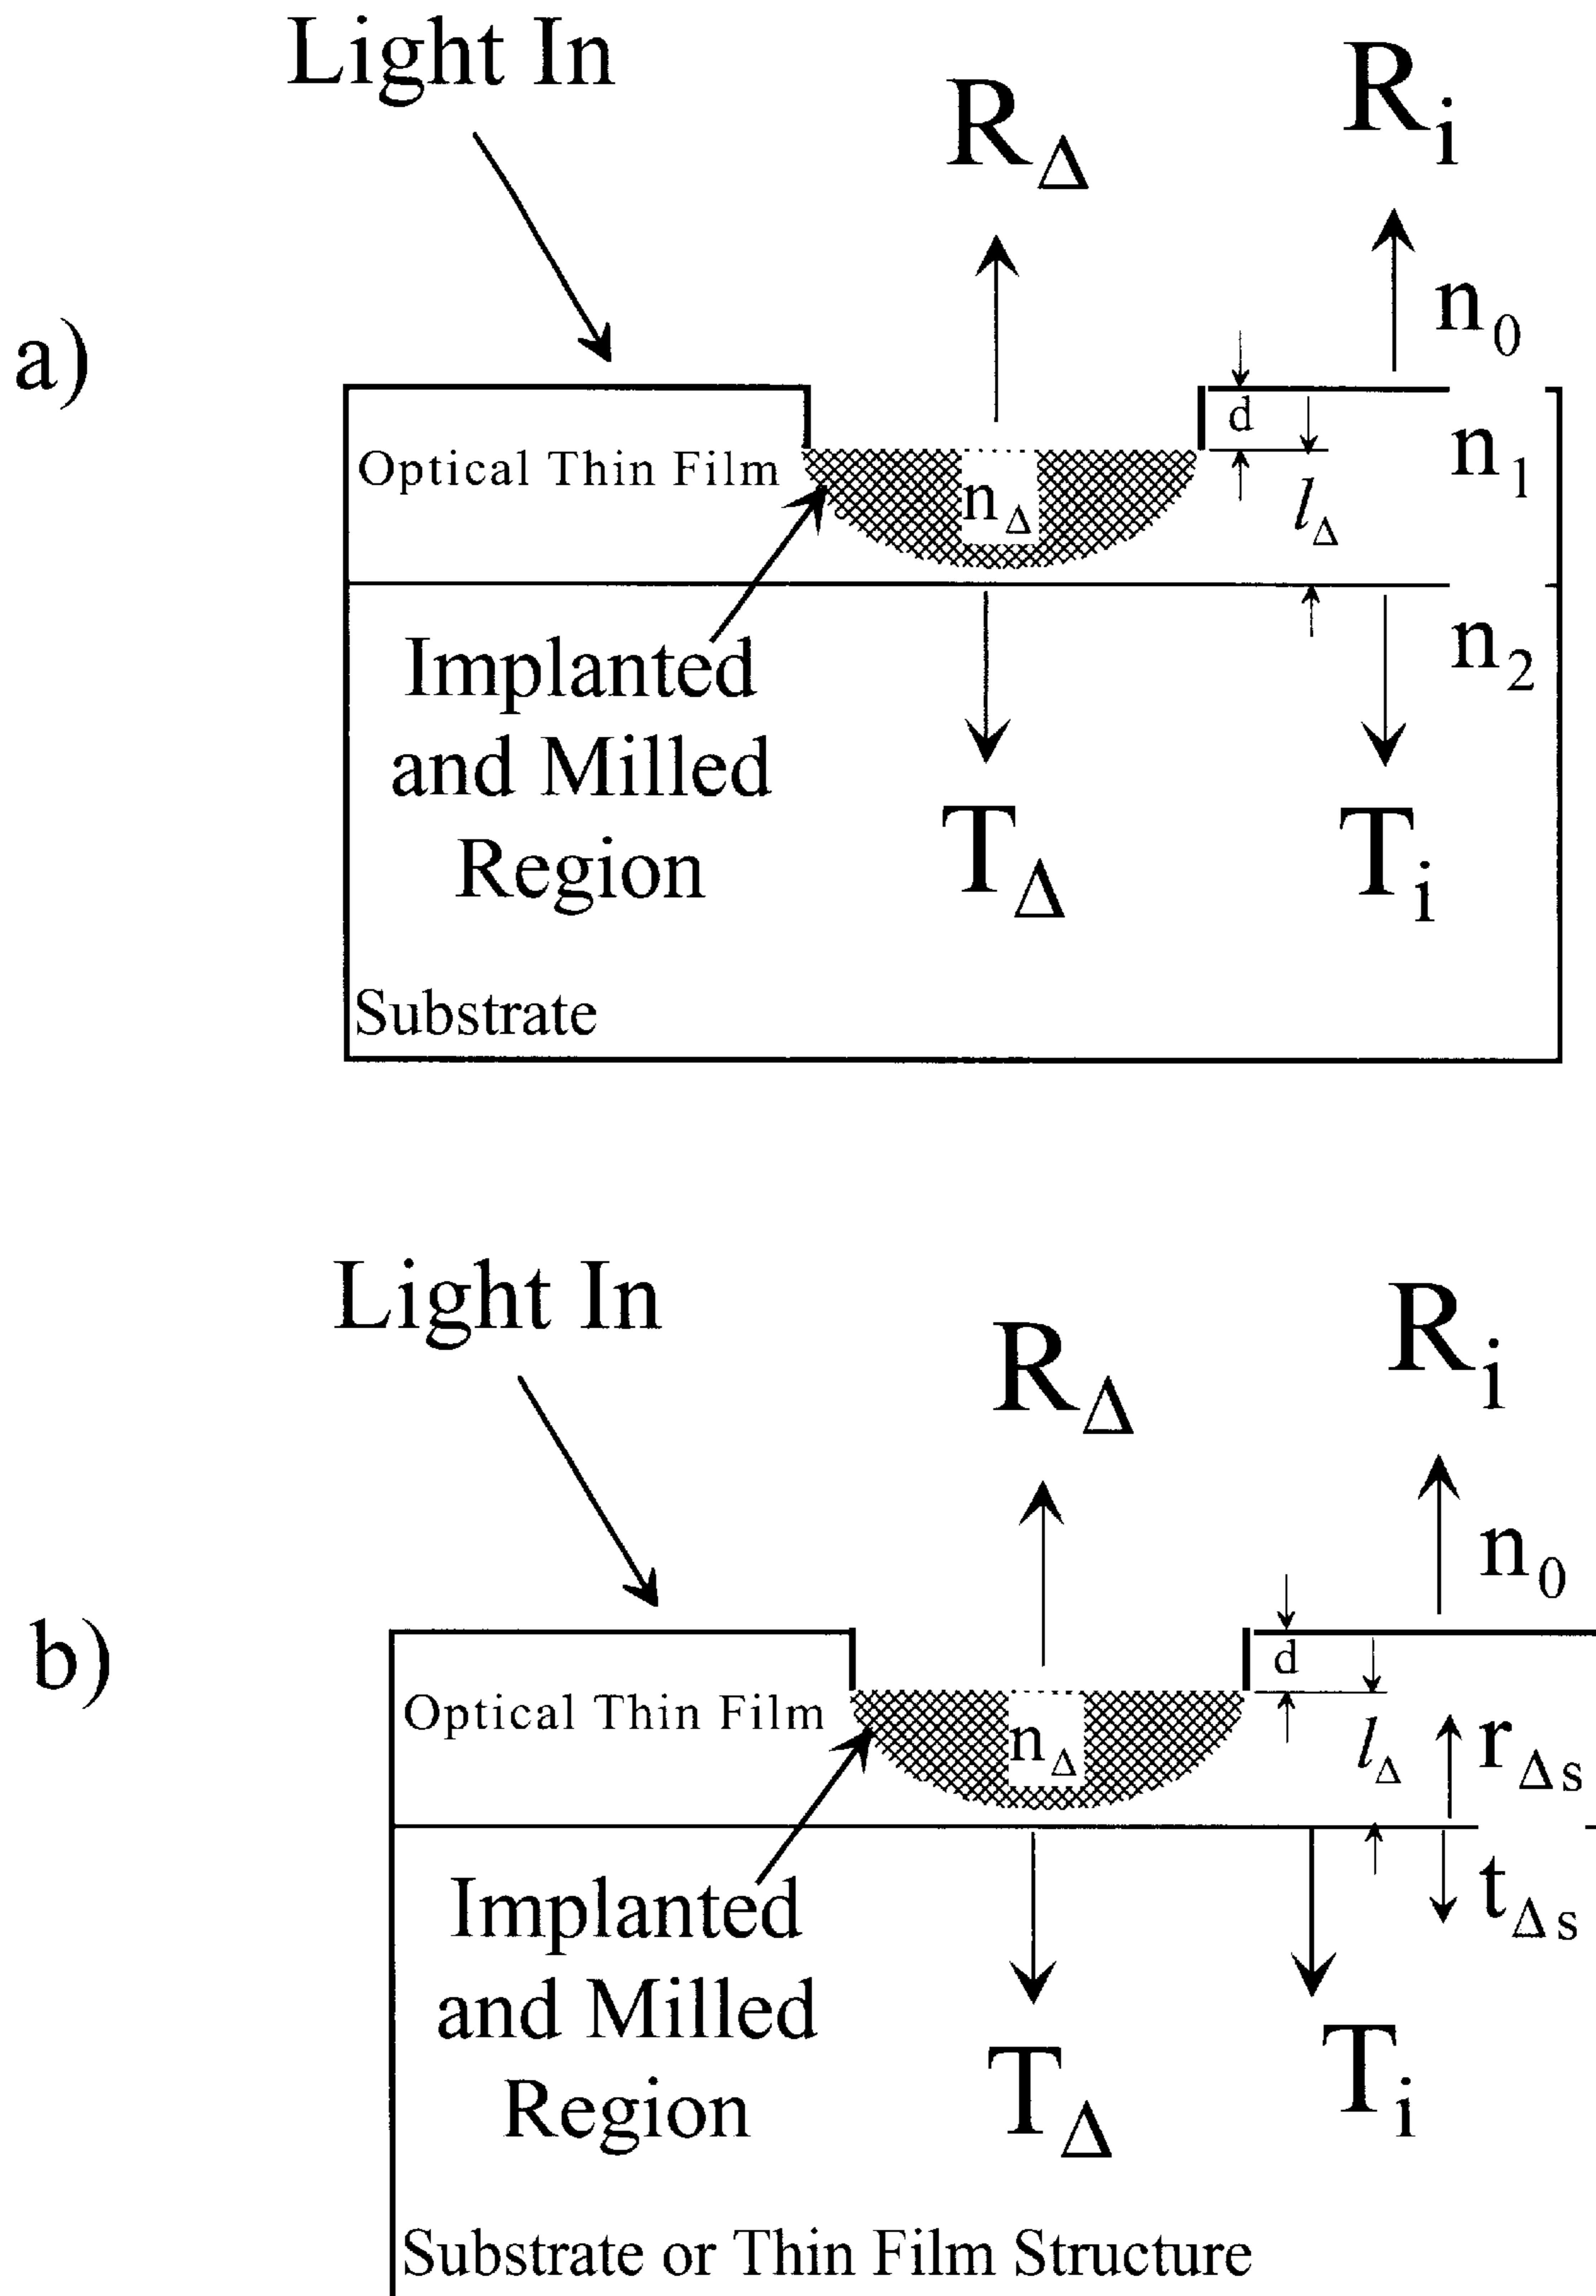 a)
Light In
R_Δ
R_i
n_0
d
n_1
Optical Thin Film
n_Δ
l_Δ
n_2
Implanted
and Milled
Region
T_Δ
T_i
Substrate
b)
Light In
R_Δ
R_i
n_0
d
Optical Thin Film
n_Δ
l_Δ
r_Δs
t_Δs
Implanted
and Milled
Region
T_Δ
T_i
Substrate or Thin Film Structure